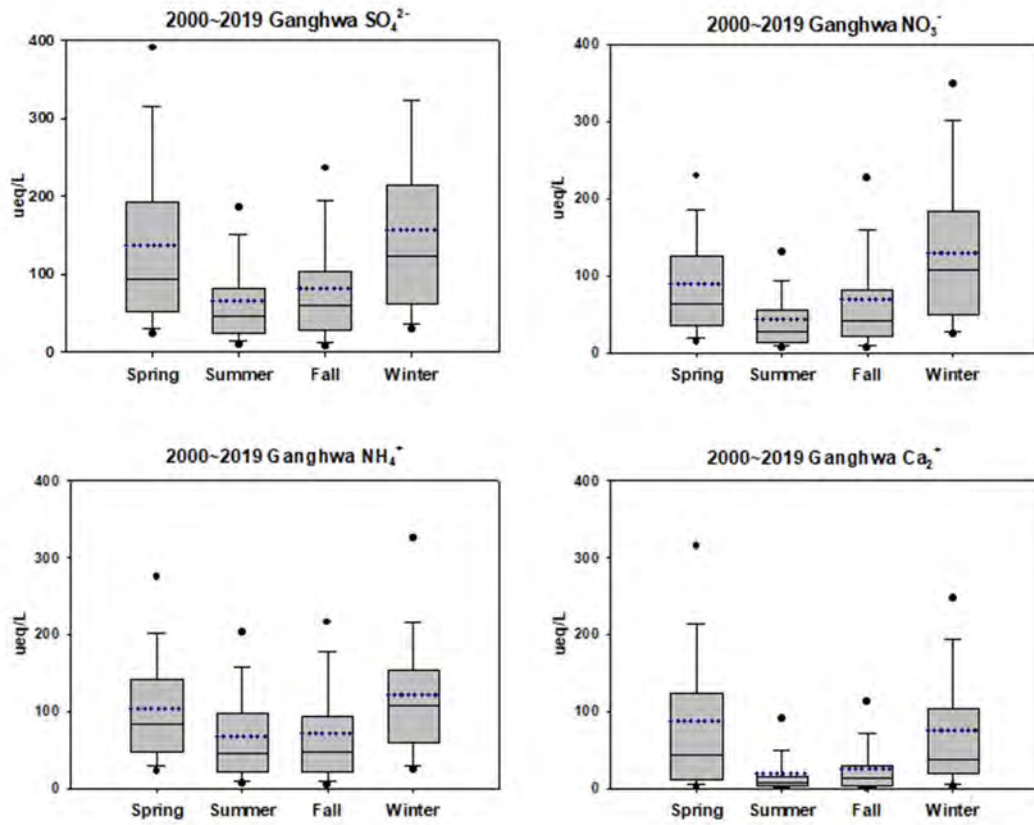 2000~2019 Ganghwa SO₄²⁻
400
300
200
100
0
ueq/L
Spring Summer Fall Winter
2000~2019 Ganghwa NO₃⁻
400
300
200
100
0
ueq/L
Spring Summer Fall Winter
2000~2019 Ganghwa NH₄⁺
400
300
200
100
0
ueq/L
Spring Summer Fall Winter
2000~2019 Ganghwa Ca₂⁺
400
300
200
100
0
ueq/L
Spring Summer Fall Winter